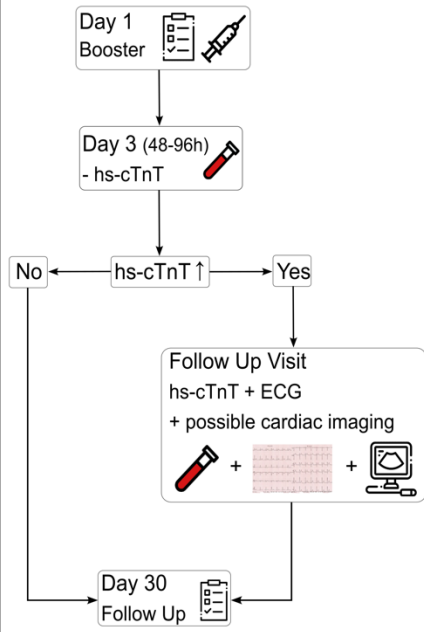 Day 1
Booster
Day 3 (48-96h)
- hs-cTnT
No
hs-cTnT ↑
Yes
Follow Up Visit
hs-cTnT + ECG
+ possible cardiac imaging
+ +
Day 30
Follow Up